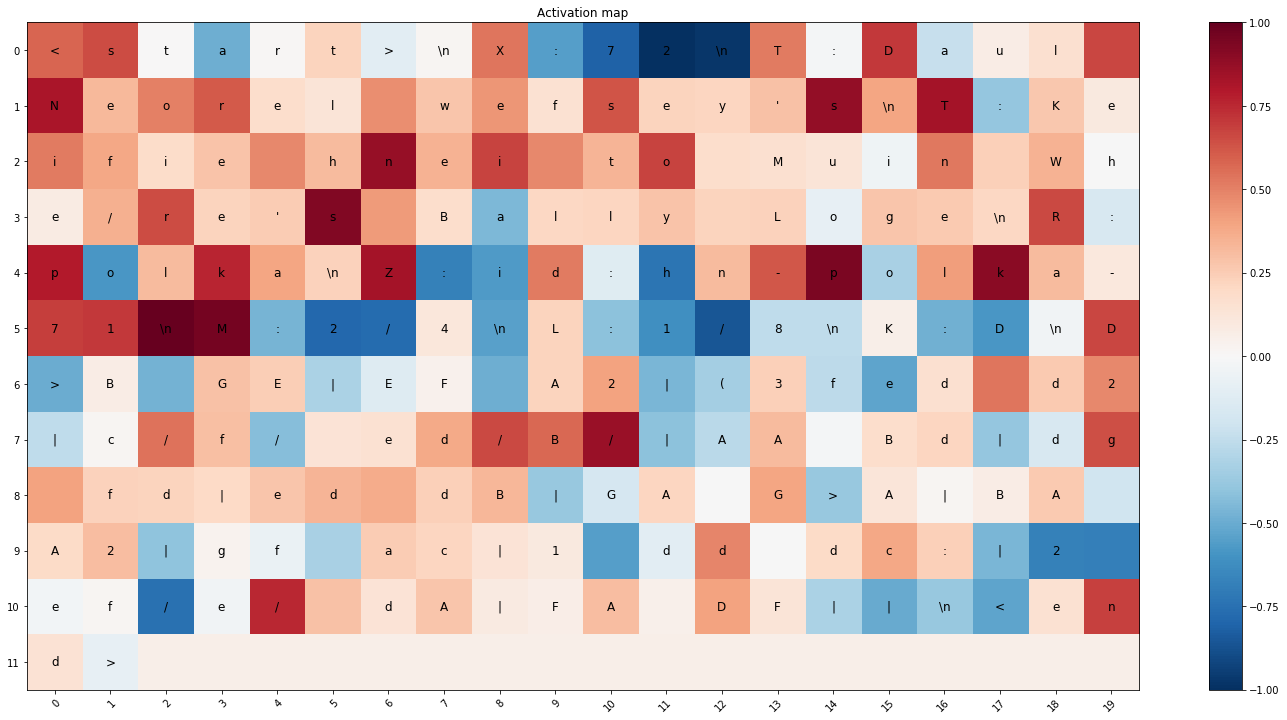 Activation map
0 < s t a r t > \n X : 7 2 \n T : D a u l
1 N e o r e l w e f s e y ' s \n T : K e
2 i f i e h n e i t o M u i n W h
3 e / r e ' s B a l l y L o g e \n R :
4 p o l k a \n Z : i d : h n - p o l k a -
5 7 1 \n M : 2 / 4 \n L : 1 / 8 \n K : D \n D
6 > B G E | E F A 2 | ( 3 f e d d 2
7 | c / f / e d / B / | A A B d | d g
8 f d | e d d B | G A G > A | B A
9 A 2 | g f a c | 1 d d d c : | 2
10 e f / e / d A | F A D F | | \n < e n
11 d >
0 1 2 3 4 5 6 7 8 9 10 11 12 13 14 15 16 17 18 19
1.00
0.75
0.50
0.25
0.00
−0.25
−0.50
−0.75
−1.00